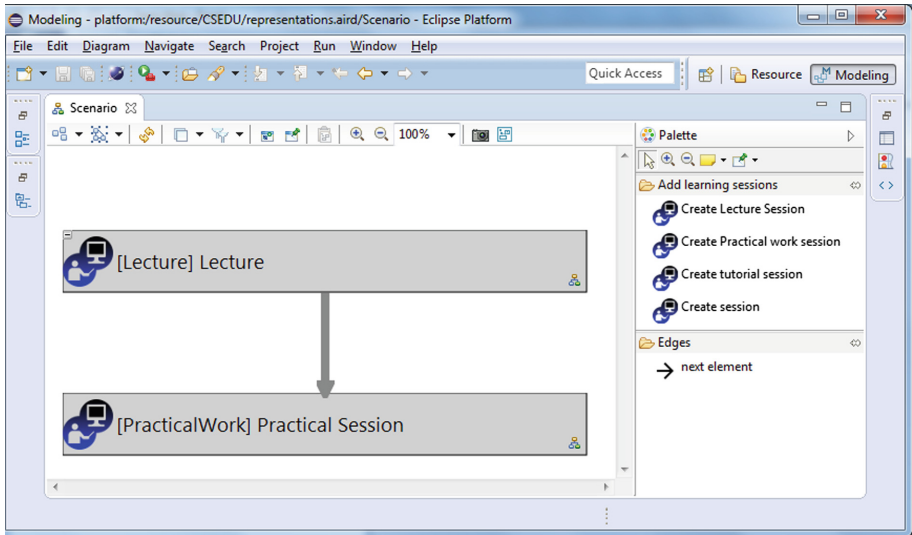 Modeling - platform:/resource/CSEDU/representations.aird/Scenario - Eclipse Platform
File Edit Diagram Navigate Search Project Run Window Help
Quick Access Resource Modeling
Scenario
100%
Palette
Add learning sessions
Create Lecture Session
Create Practical work session
Create tutorial session
Create session
Edges
next element
[Lecture] Lecture
[PracticalWork] Practical Session